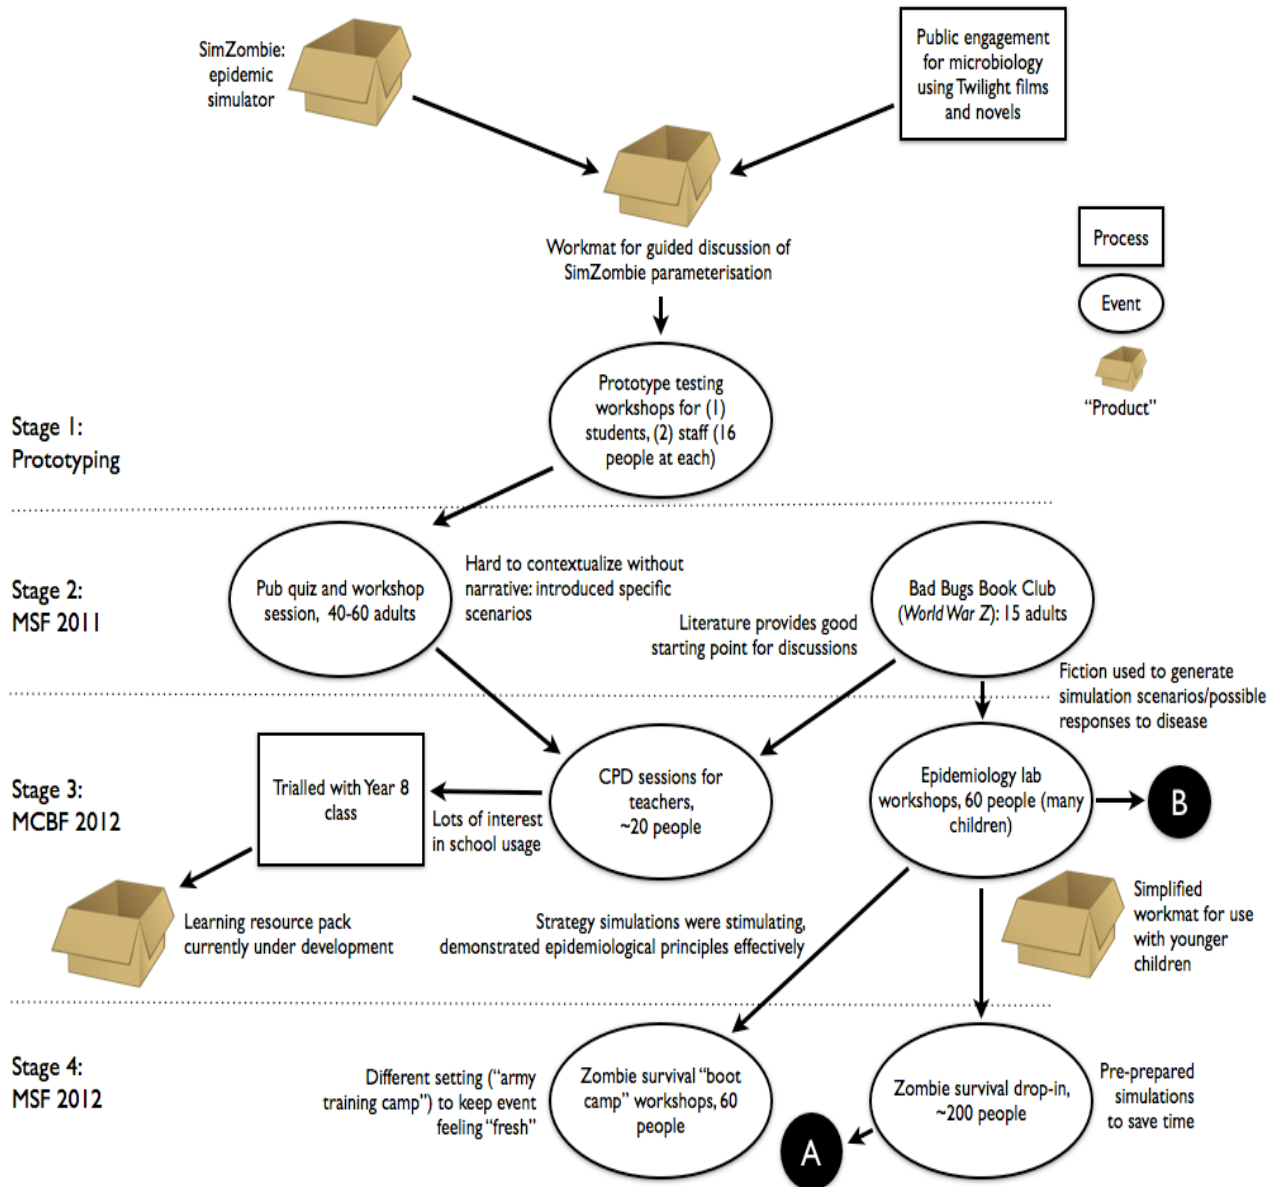 SimZombie:
epidemic
simulator
Public engagement
for microbiology
using Twilight films
and novels
Workmat for guided discussion of
SimZombie parameterisation
Process
Event
“Product”
Stage 1:
Prototyping
Prototype testing
workshops for (1)
students, (2) staff (16
people at each)
Stage 2:
MSF 2011
Pub quiz and workshop
session, 40-60 adults
Hard to contextualize without
narrative: introduced specific
scenarios
Literature provides good
starting point for discussions
Bad Bugs Book Club
(World War Z): 15 adults
Fiction used to generate
simulation scenarios/possible
responses to disease
Stage 3:
MCBF 2012
Trialled with Year 8
class
Lots of interest
in school usage
CPD sessions for
teachers,
~20 people
Epidemiology lab
workshops, 60 people (many
children)
B
Learning resource pack
currently under development
Strategy simulations were stimulating,
demonstrated epidemiological principles effectively
Simplified
workmat for use
with younger
children
Stage 4:
MSF 2012
Different setting (“army
training camp”) to keep event
feeling “fresh”
Zombie survival “boot
camp” workshops, 60
people
A
Zombie survival drop-in,
~200 people
Pre-prepared
simulations
to save time